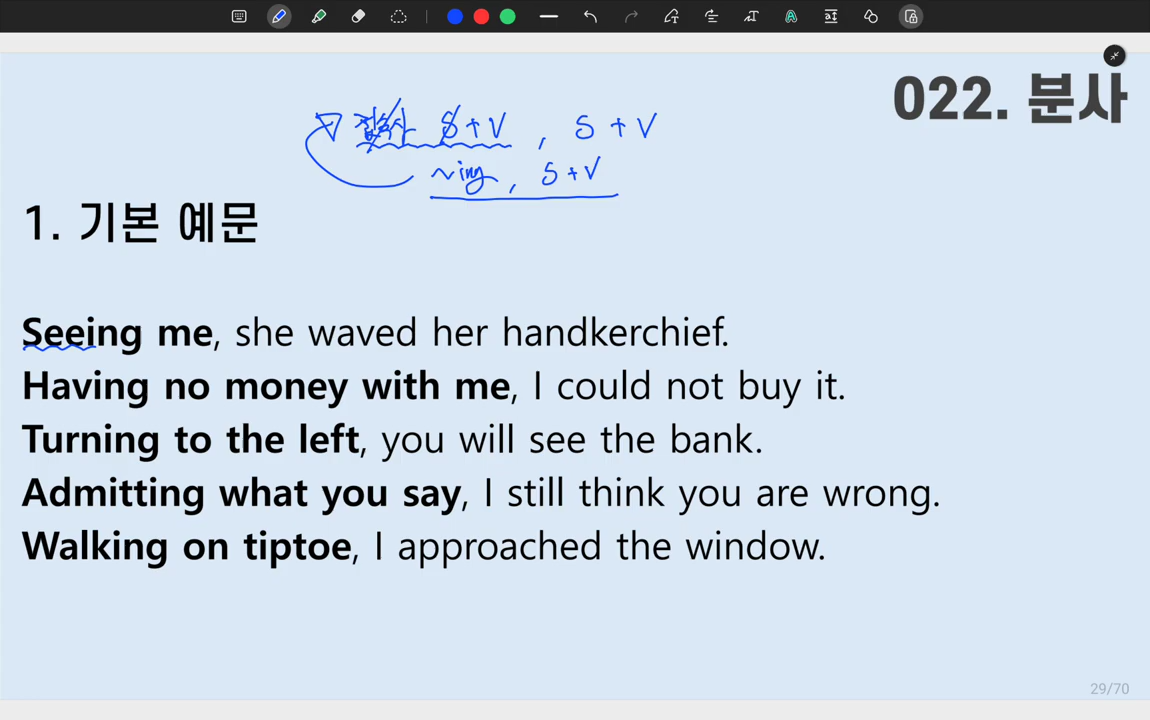 022. 분사
접속사 S+V , S+V
~ing , S+V
1. 기본 예문
Seeing me, she waved her handkerchief.
Having no money with me, I could not buy it.
Turning to the left, you will see the bank.
Admitting what you say, I still think you are wrong.
Walking on tiptoe, I approached the window.
29/70